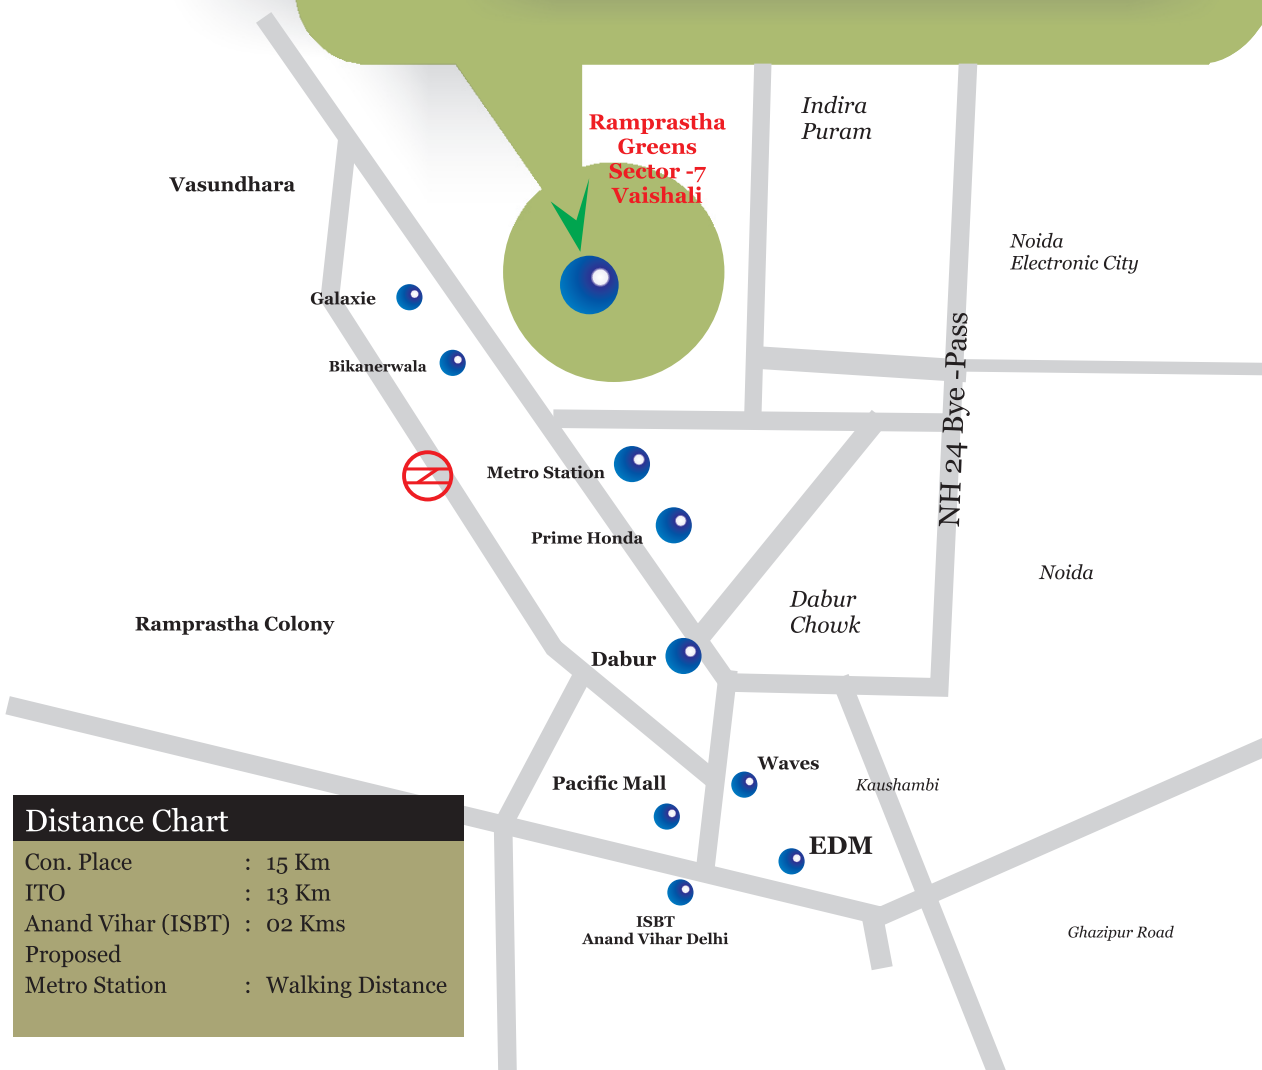 Indira
Puram
Ramprastha
Greens
Sector -7
Vaishali
Vasundhara
Noida
Electronic City
Galaxie
Bikanerwala
NH 24 Bye -Pass
Metro Station
Prime Honda
Noida
Dabur
Chowk
Ramprastha Colony
Dabur
Waves
Pacific Mall
Kaushambi
EDM
Distance Chart
Con. Place : 15 Km
ITO : 13 Km
Anand Vihar (ISBT) : 02 Kms
Proposed
Metro Station : Walking Distance
ISBT
Anand Vihar Delhi
Ghazipur Road